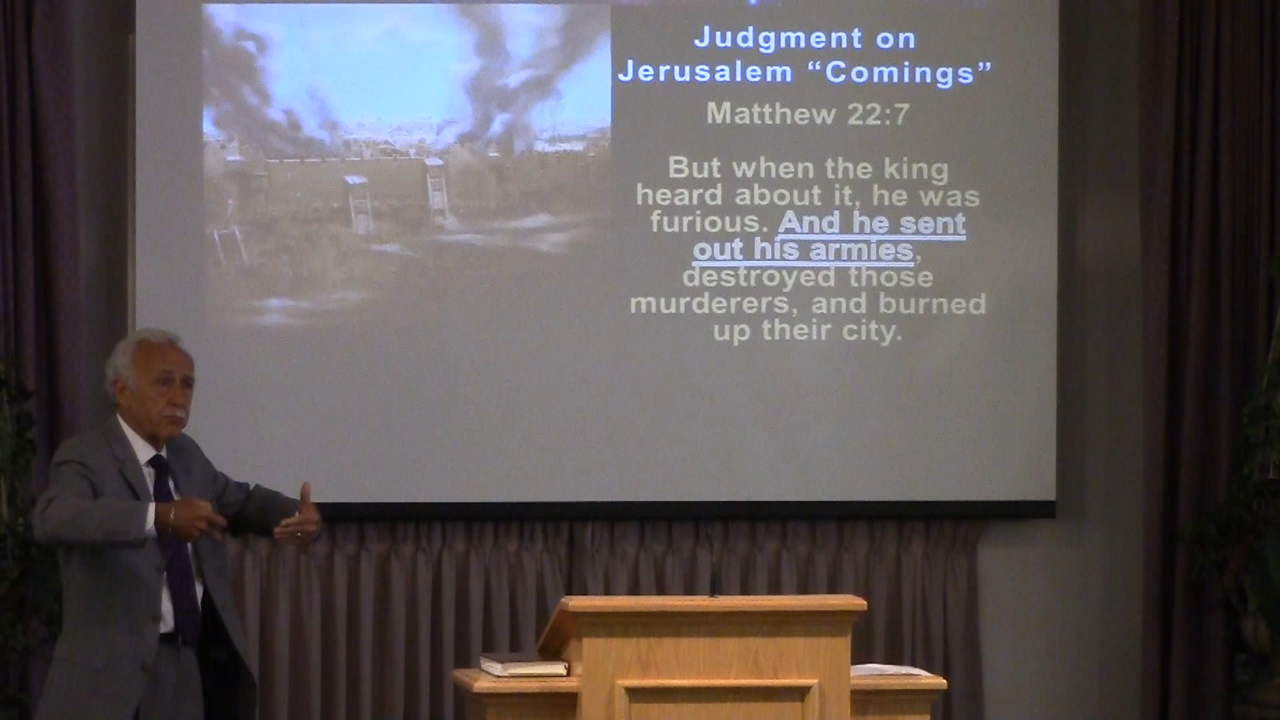 Judgment on
Jerusalem “Comings”
Matthew 22:7
But when the king
heard about it, he was
furious. And he sent
out his armies,
destroyed those
murderers, and burned
up their city.